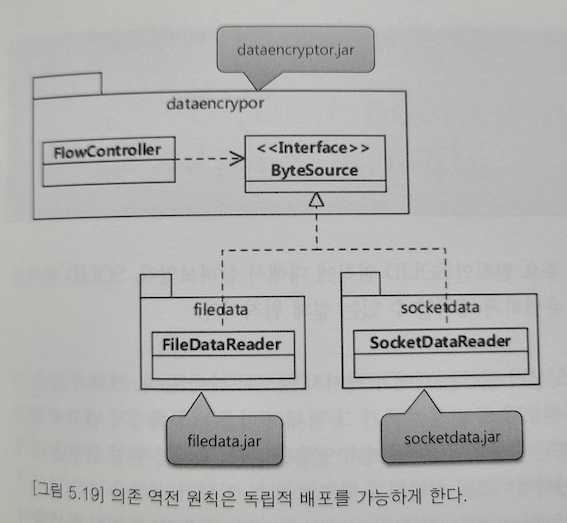 dataencryptor.jar
dataencrypor
FlowController
<<Interface>>
ByteSource
filedata
socketdata
FileDataReader
SocketDataReader
filedata.jar
socketdata.jar
[그림 5.19] 의존 역전 원칙은 독립적 배포를 가능하게 한다.